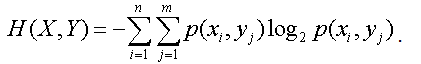 H(X,Y) = −∑_{i=1}^{n} ∑_{j=1}^{m} p(x_i, y_j) log_2 p(x_i, y_j) .